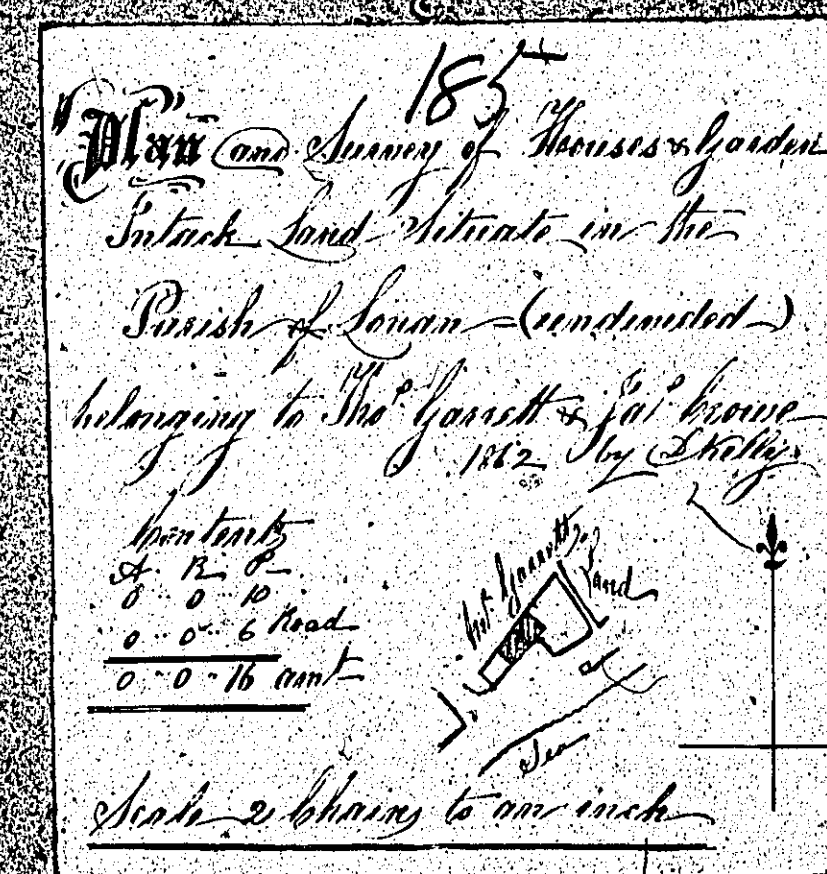 185
Plan and Survey of Houses & Garden
Intack Land Situate in the
Parish of Lonan (undivided)
belonging to Thos. Garrett & Jas. Crowe
1862 by D Kelly
Contents
A. R. P.
0 .. 0 .. 10
0 .. 0 .. 6 Road
0 .. 0 .. 16 amt
Garrett
Land
Sea
Scale 2 Chains to an inch